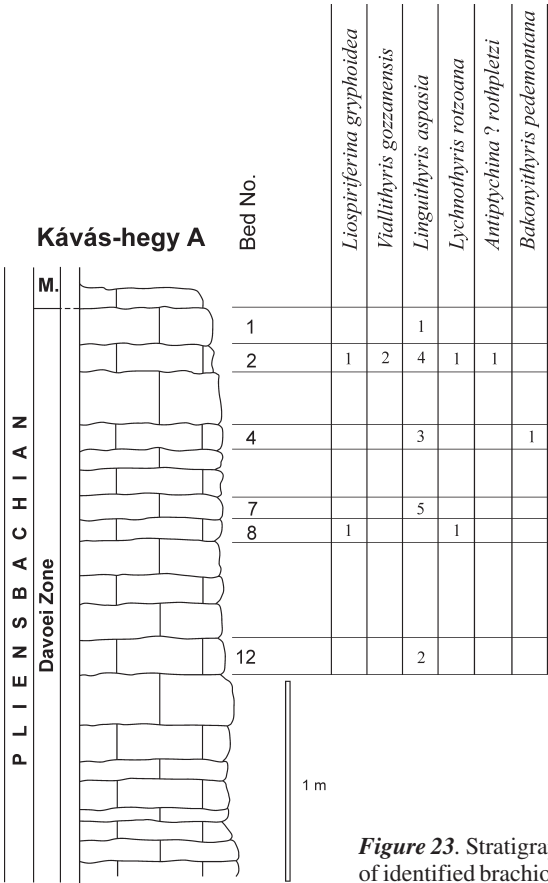 Liospiriferina gryphoidea
Viallithyris gozzanensis
Linguithyris aspasia
Lychnothyris rotzoana
Antiptychina ? rothpletzi
Bakonyithyris pedemontana
Bed No.
Kávás-hegy A
M.
1 1
2 1 2 4 1 1
4 3 1
7 5
8 1 1
12 2
PLIENSBACHIAN
Davoei Zone
1 m
Figure 23. Stratigra
of identified brachio